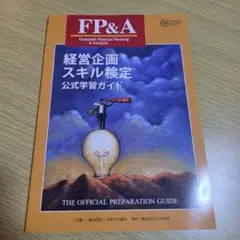 FP&A
Corporate Financial Planning
& Analysis
経営企画
スキル検定
公式学習ガイド
THE OFFICIAL PREPARATION GUIDE